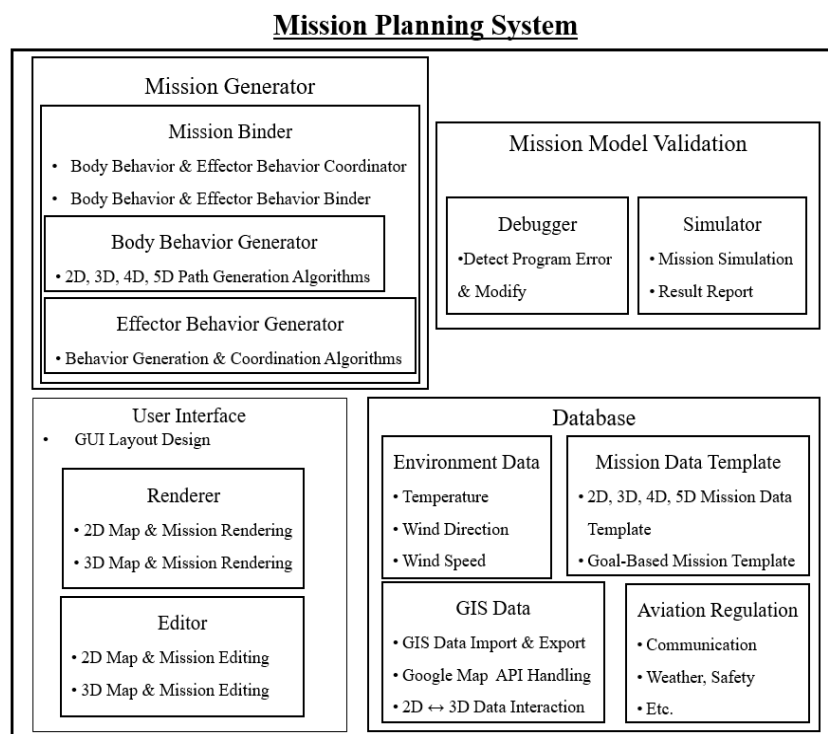 Mission Planning System
Mission Generator
Mission Binder
• Body Behavior & Effector Behavior Coordinator
• Body Behavior & Effector Behavior Binder
Body Behavior Generator
• 2D, 3D, 4D, 5D Path Generation Algorithms
Effector Behavior Generator
• Behavior Generation & Coordination Algorithms
Mission Model Validation
Debugger
•Detect Program Error
& Modify
Simulator
• Mission Simulation
• Result Report
User Interface
• GUI Layout Design
Renderer
• 2D Map & Mission Rendering
• 3D Map & Mission Rendering
Editor
• 2D Map & Mission Editing
• 3D Map & Mission Editing
Database
Environment Data
• Temperature
• Wind Direction
• Wind Speed
Mission Data Template
• 2D, 3D, 4D, 5D Mission Data
Template
• Goal-Based Mission Template
GIS Data
• GIS Data Import & Export
• Google Map API Handling
• 2D ↔ 3D Data Interaction
Aviation Regulation
• Communication
• Weather, Safety
• Etc.